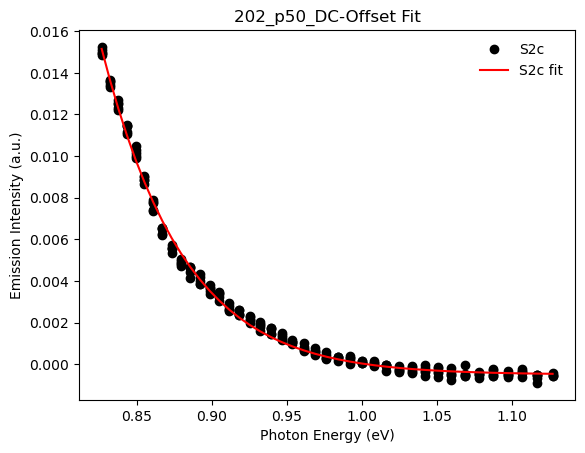 202_p50_DC-Offset Fit
S2c
S2c fit
Emission Intensity (a.u.)
0.016
0.014
0.012
0.010
0.008
0.006
0.004
0.002
0.000
0.85 0.90 0.95 1.00 1.05 1.10
Photon Energy (eV)